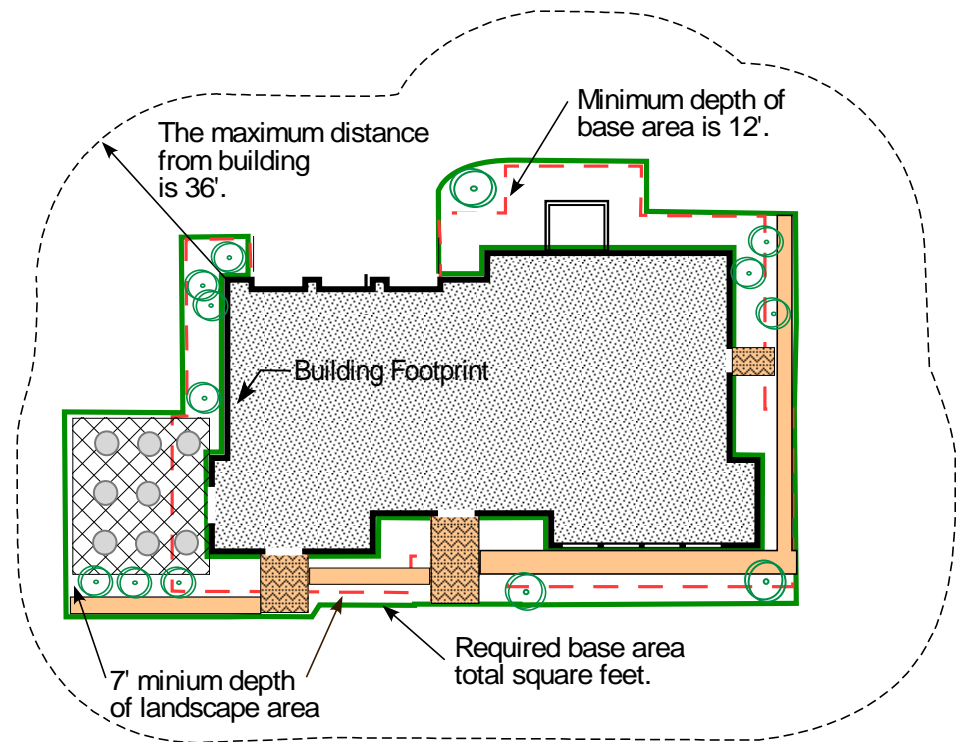 Minimum depth of
base area is 12'.
The maximum distance
from building
is 36'.
Building Footprint
Required base area
total square feet.
7' minium depth
of landscape area